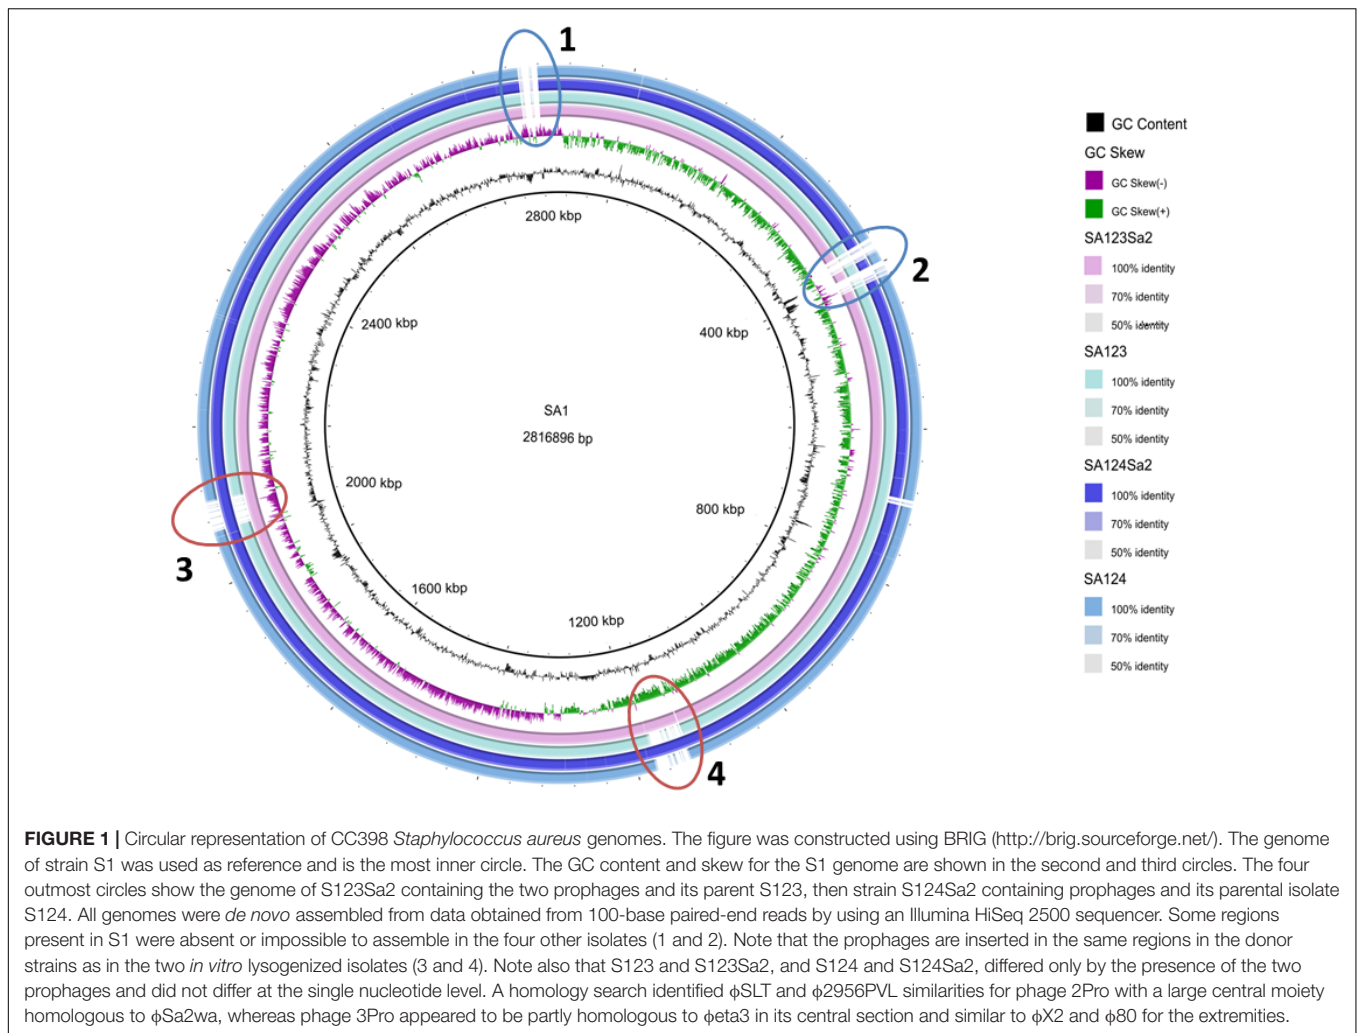 1
2
3
4
2800 kbp
400 kbp
800 kbp
1200 kbp
1600 kbp
2000 kbp
2400 kbp
SA1
2816896 bp
GC Content
GC Skew
GC Skew(-)
GC Skew(+)
SA123Sa2
100% identity
70% identity
50% identity
SA123
100% identity
70% identity
50% identity
SA124Sa2
100% identity
70% identity
50% identity
SA124
100% identity
70% identity
50% identity
FIGURE 1 | Circular representation of CC398 Staphylococcus aureus genomes. The figure was constructed using BRIG (http://brig.sourceforge.net/). The genome
of strain S1 was used as reference and is the most inner circle. The GC content and skew for the S1 genome are shown in the second and third circles. The four
outmost circles show the genome of S123Sa2 containing the two prophages and its parent S123, then strain S124Sa2 containing prophages and its parental isolate
S124. All genomes were de novo assembled from data obtained from 100-base paired-end reads by using an Illumina HiSeq 2500 sequencer. Some regions
present in S1 were absent or impossible to assemble in the four other isolates (1 and 2). Note that the prophages are inserted in the same regions in the donor
strains as in the two in vitro lysogenized isolates (3 and 4). Note also that S123 and S123Sa2, and S124 and S124Sa2, differed only by the presence of the two
prophages and did not differ at the single nucleotide level. A homology search identified ϕSLT and ϕ2956PVL similarities for phage 2Pro with a large central moiety
homologous to ϕSa2wa, whereas phage 3Pro appeared to be partly homologous to ϕeta3 in its central section and similar to ϕX2 and ϕ80 for the extremities.